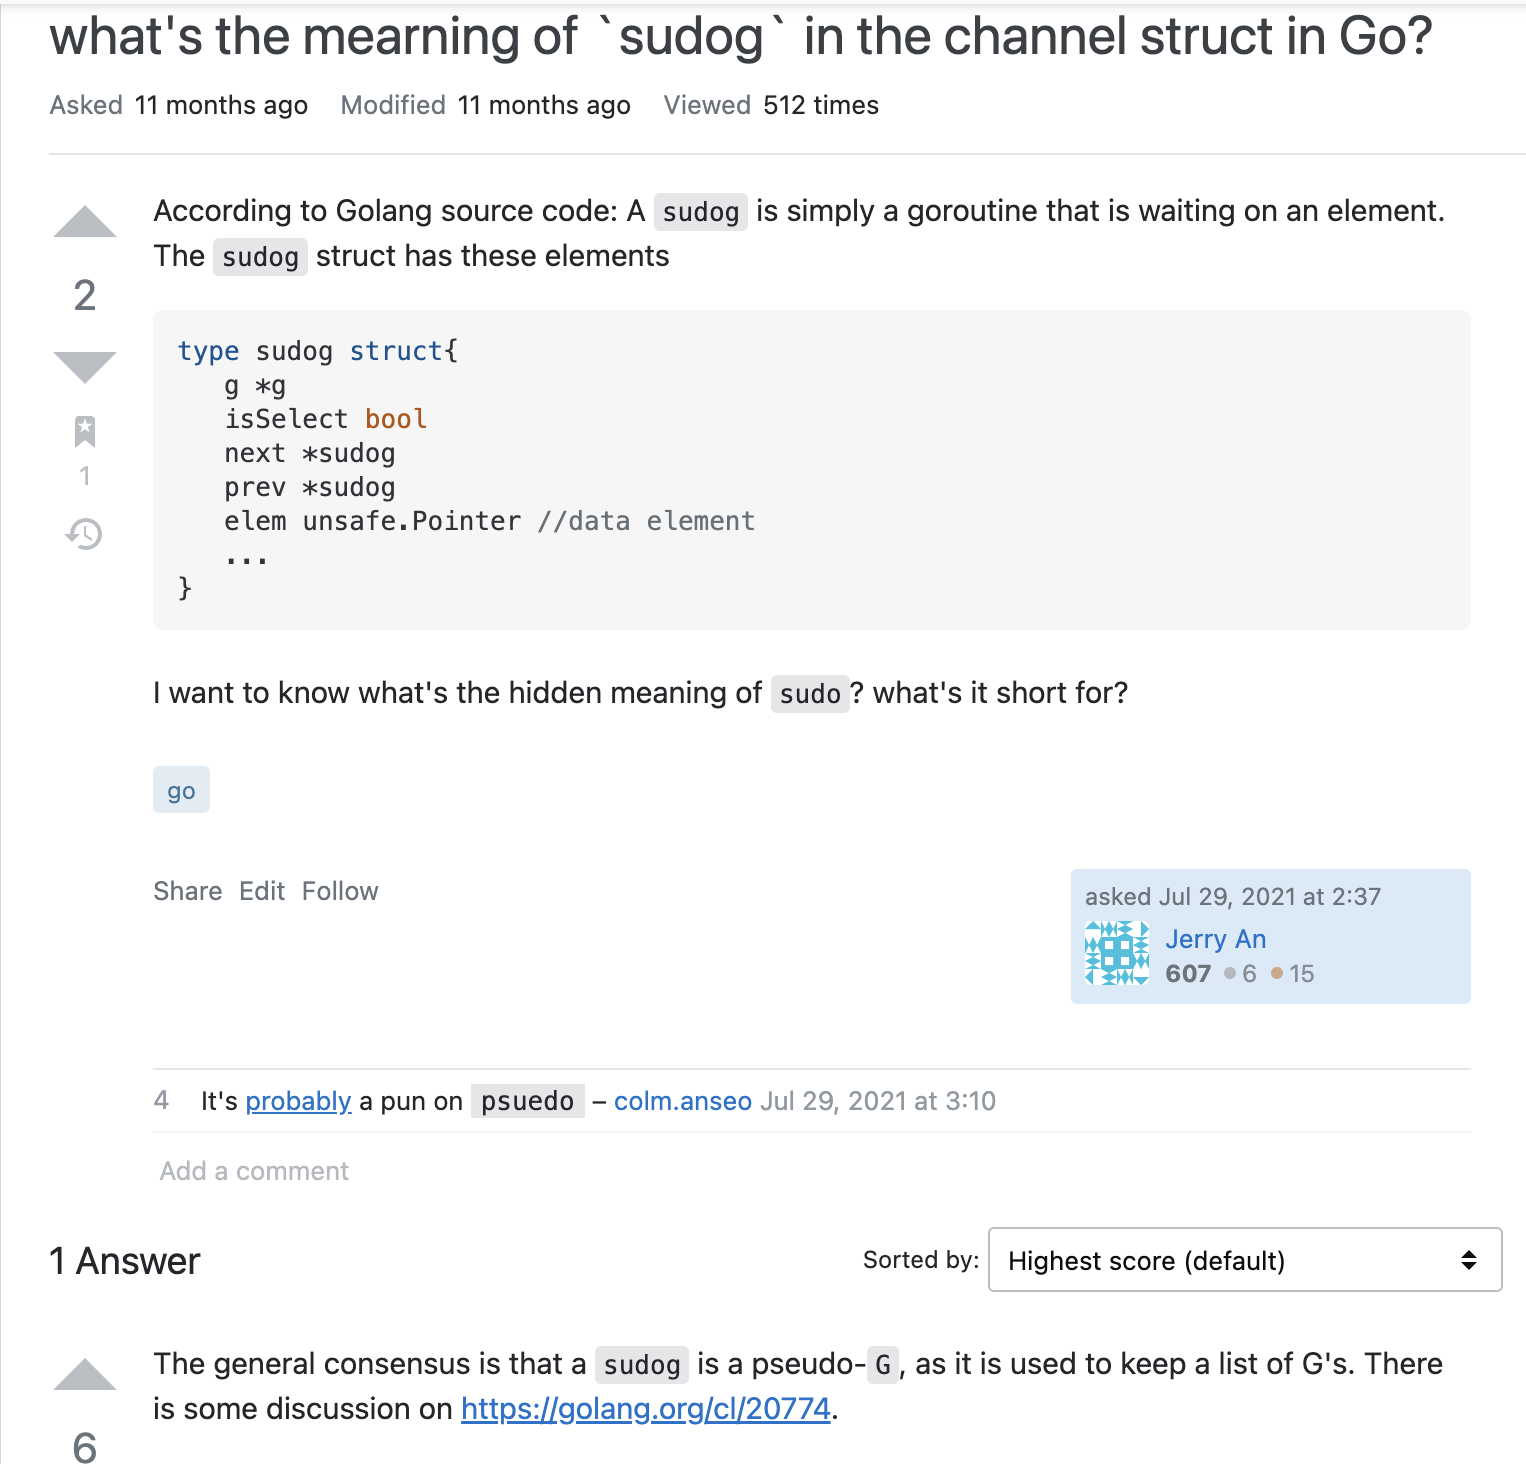 what's the mearning of `sudog` in the channel struct in Go?
Asked 11 months ago Modified 11 months ago Viewed 512 times
According to Golang source code: A sudog is simply a goroutine that is waiting on an element.
The sudog struct has these elements
2
type sudog struct{
   g *g
   isSelect bool
   next *sudog
   prev *sudog
   elem unsafe.Pointer //data element
   ...
}
1
I want to know what's the hidden meaning of sudo? what's it short for?
go
Share Edit Follow
asked Jul 29, 2021 at 2:37
Jerry An
607 6 15
4 It's probably a pun on psuedo – colm.anseo Jul 29, 2021 at 3:10
Add a comment
1 Answer
Sorted by: Highest score (default)
The general consensus is that a sudog is a pseudo-G, as it is used to keep a list of G's. There
is some discussion on https://golang.org/cl/20774.
6